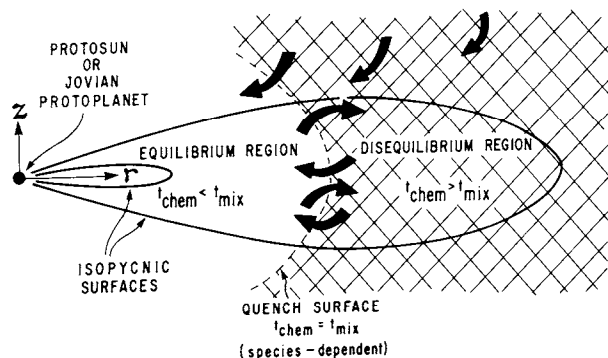 PROTOSUN
OR
JOVIAN
PROTOPLANET
z
r
EQUILIBRIUM REGION
t_chem < t_mix
DISEQUILIBRIUM REGION
t_chem > t_mix
ISOPYCNIC
SURFACES
QUENCH SURFACE
t_chem = t_mix
(species-dependent)